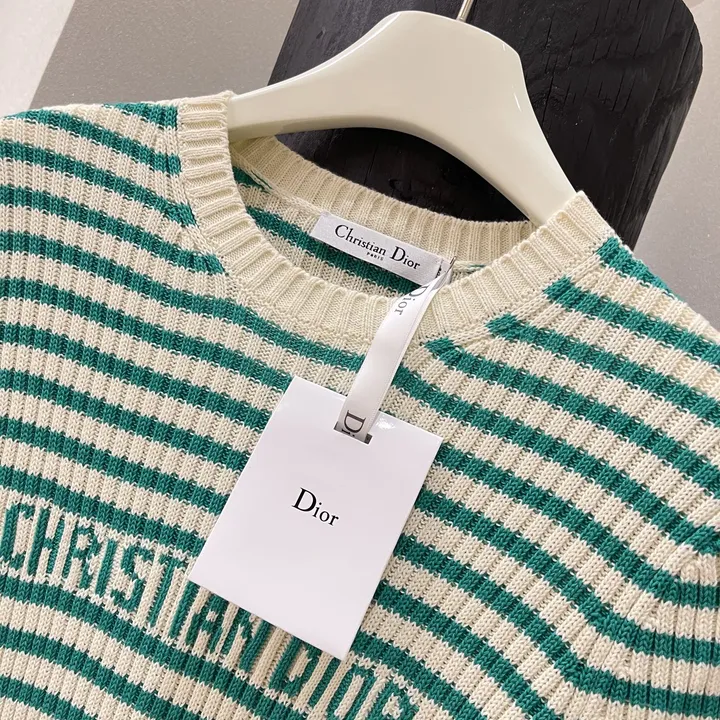 Christian Dior
PARIS
Dior
D
Dior
CHRISTIAN DIOR